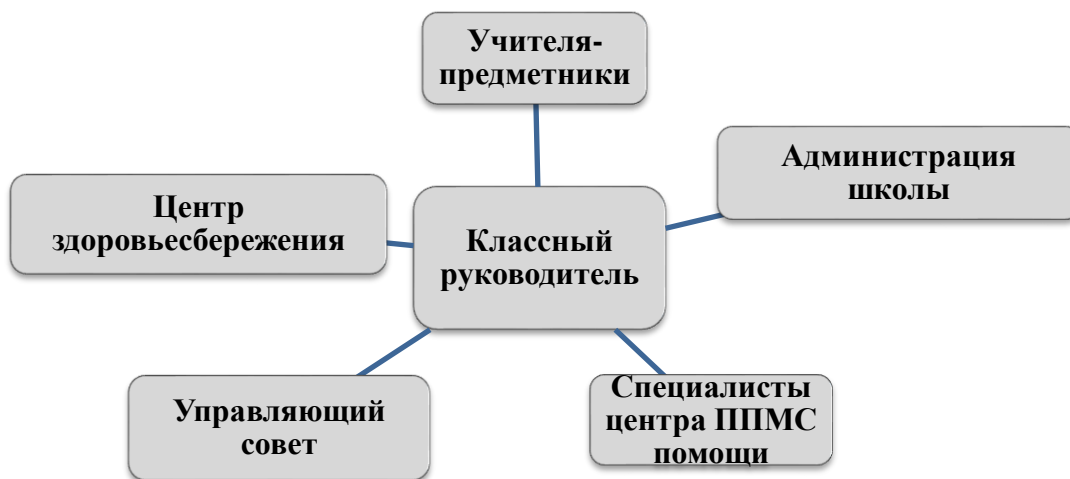 Учителя-
предметники
Администрация
школы
Центр
здоровьесбережения
Классный
руководитель
Управляющий
совет
Специалисты
центра ППМС
помощи